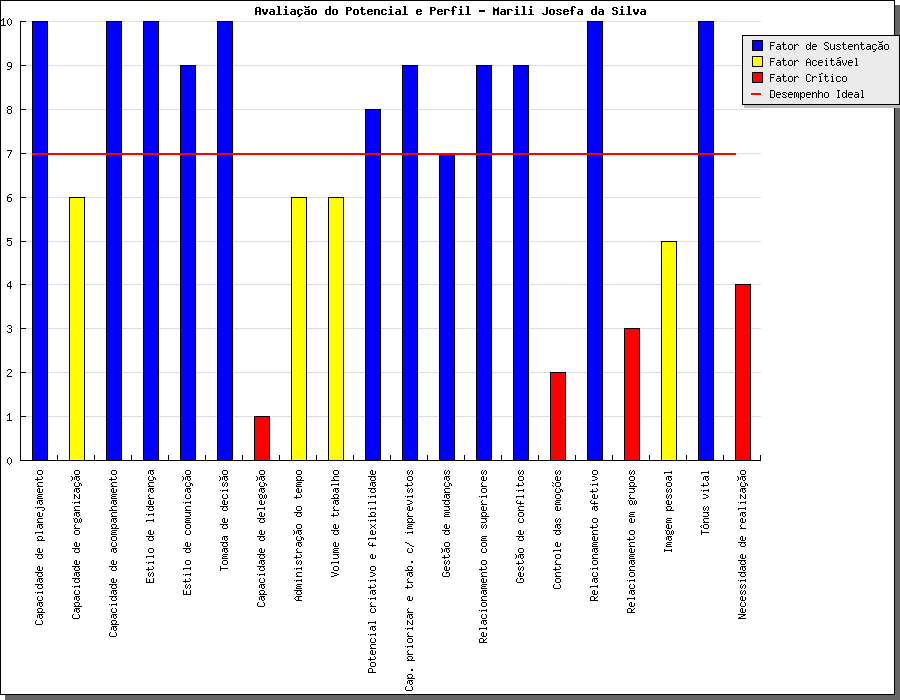 Avaliação do Potencial e Perfil - Marili Josefa da Silva
Fator de Sustentação
Fator Aceitável
Fator Crítico
Desempenho Ideal
10
9
8
7
6
5
4
3
2
1
0
Capacidade de planejamento
Capacidade de organização
Capacidade de acompanhamento
Estilo de liderança
Estilo de comunicação
Tomada de decisão
Capacidade de delegação
Administração do tempo
Volume de trabalho
Potencial criativo e flexibilidade
Cap. priorizar e trab. c/ imprevistos
Gestão de mudanças
Relacionamento com superiores
Gestão de conflitos
Controle das emoções
Relacionamento afetivo
Relacionamento em grupos
Imagem pessoal
Tônus vital
Necessidade de realização